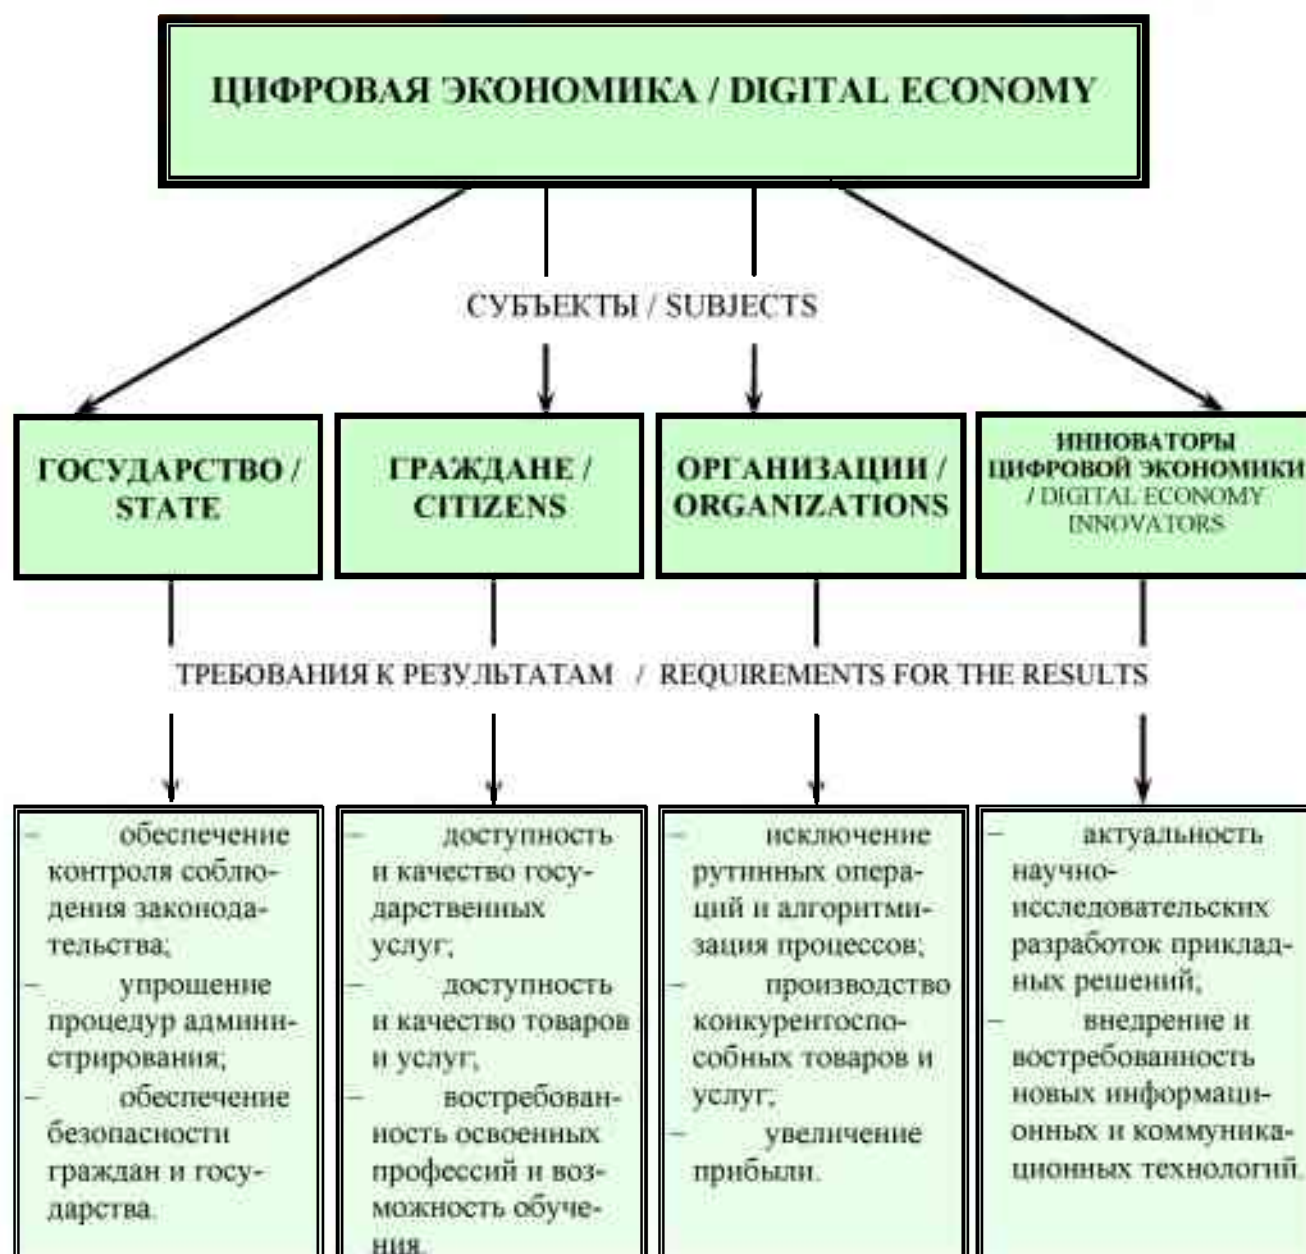 ЦИФРОВАЯ ЭКОНОМИКА / DIGITAL ECONOMY
СУБЪЕКТЫ / SUBJECTS
ГОСУДАРСТВО /
STATE
ГРАЖДАНЕ /
CITIZENS
ОРГАНИЗАЦИИ /
ORGANIZATIONS
ИННОВАТОРЫ
ЦИФРОВОЙ ЭКОНОМИКИ
/ DIGITAL ECONOMY
INNOVATORS
ТРЕБОВАНИЯ К РЕЗУЛЬТАТАМ / REQUIREMENTS FOR THE RESULTS
– обеспечение
контроля соблю-
дения законода-
тельства;
– упрощение
процедур админи-
стрирования;
– обеспечение
безопасности
граждан и госу-
дарства.
– доступность
и качество госу-
дарственных
услуг;
– доступность
и качество товаров
и услуг;
– востребован-
ность освоенных
профессий и воз-
можность обуче-
ния.
– исключение
рутинных опера-
ций и алгоритми-
зация процессов;
– производство
конкурентоспо-
собных товаров и
услуг;
– увеличение
прибыли.
– актуальность
научно-
исследовательских
разработок приклад-
ных решений;
– внедрение и
востребованность
новых информаци-
онных и коммуника-
ционных технологий.